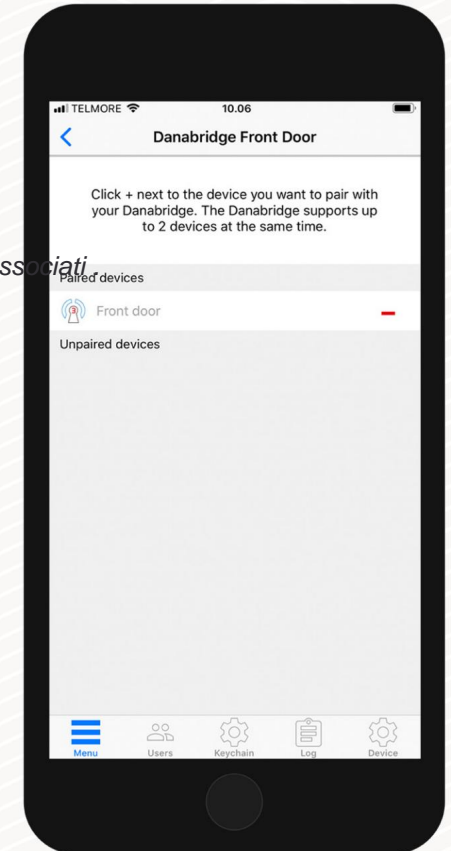 TELMORE 10.06
Danabridge Front Door
Click + next to the device you want to pair with
your Danabridge. The Danabridge supports up
to 2 devices at the same time.
ssociati .
Paired devices
3 Front door
Unpaired devices
Menu Users Keychain Log Device